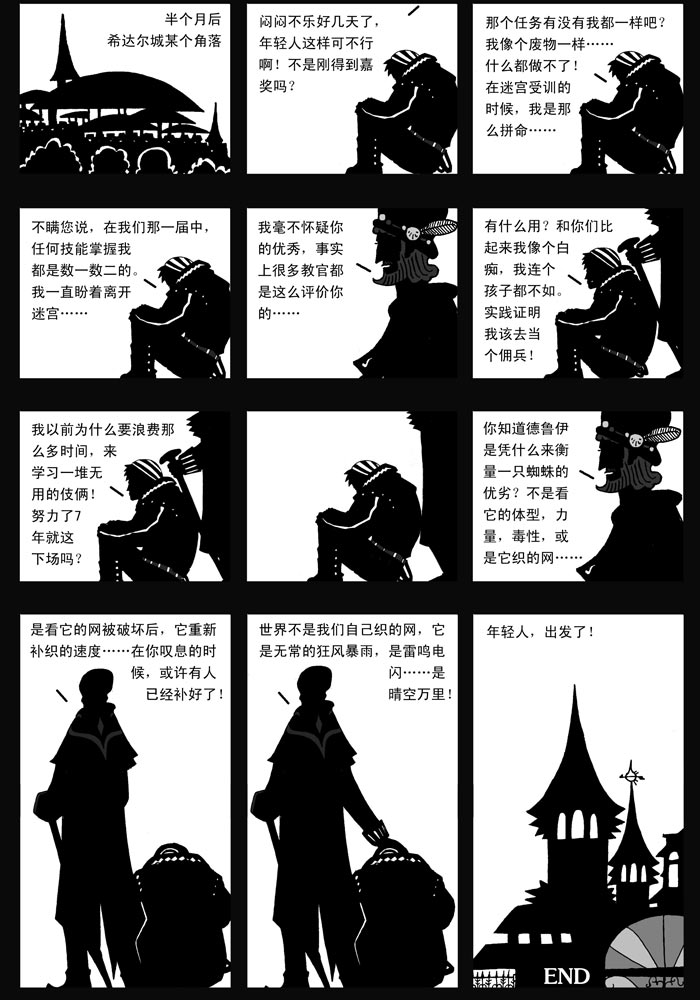 半个月后
希达尔城某个角落
闷闷不乐好几天了，
年轻人这样可不行
啊！不是刚得到嘉
奖吗？
那个任务有没有我都一样吧？
我像个废物一样……
什么都做不了！
在迷宫受训的
时候，我是那
么拼命……
不瞒您说，在我们那一届中，
任何技能掌握我
都是数一数二的。
我一直盼着离开
迷宫……
我毫不怀疑你
的优秀，事实
上很多教官都
是这么评价你
的……
有什么用？和你们比
起来我像个白
痴，我连个
孩子都不如。
实践证明
我该去当
个佣兵！
我以前为什么要浪费那
么多时间，来
学习一堆无
用的伎俩！
努力了7
年就这
下场吗？
你知道德鲁伊
是凭什么来衡
量一只蜘蛛的
优劣？不是看
它的体型，力
量，毒性，或
是它织的网……
是看它的网被破坏后，它重新
补织的速度……在你叹息的时
候，或许有人
已经补好了！
世界不是我们自己织的网，它
是无常的狂风暴雨，是雷鸣电
闪……是
晴空万里！
年轻人，出发了！
END